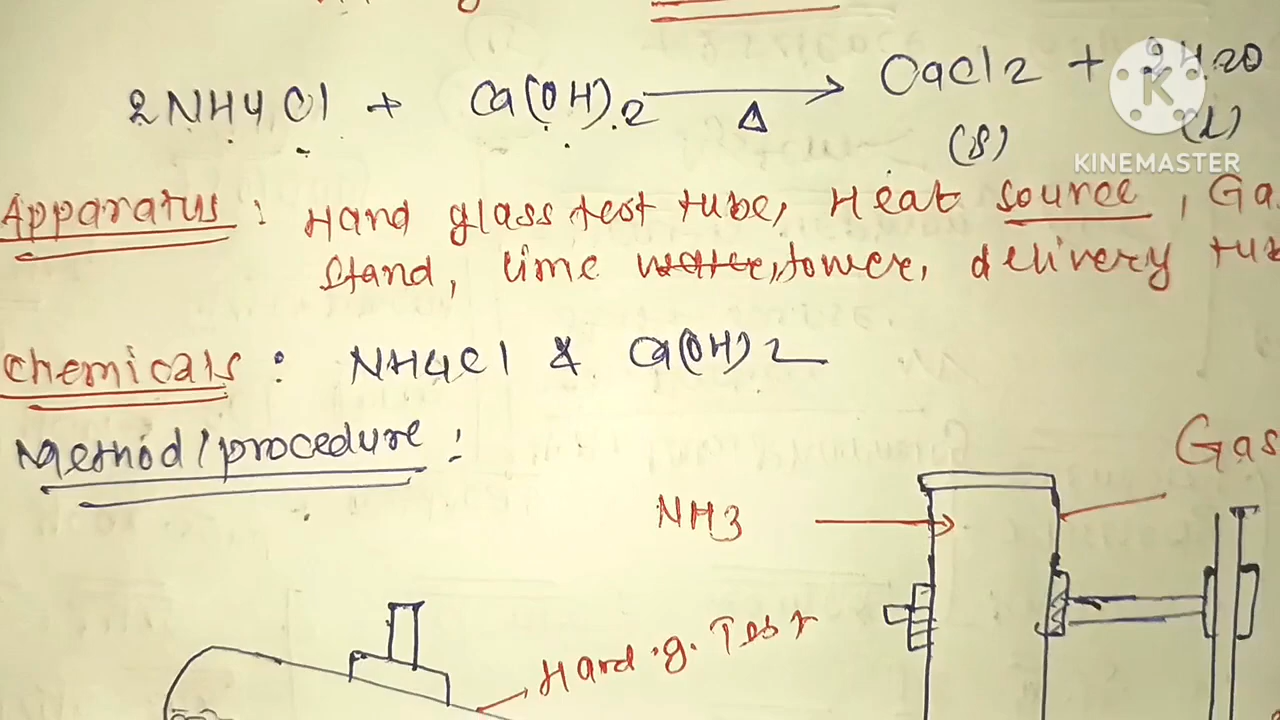 2NH4Cl + Ca(OH)2 → CaCl2 + 2H2O
Δ (s) (L)
K
KINEMASTER
Apparatus : Hard glass test tube, Heat source, Ga
stand, lime tower, delivery tu
Chemicals : NH4Cl & Ca(OH)2
Method/procedure :
Gas
NH3
Hard .g. Test